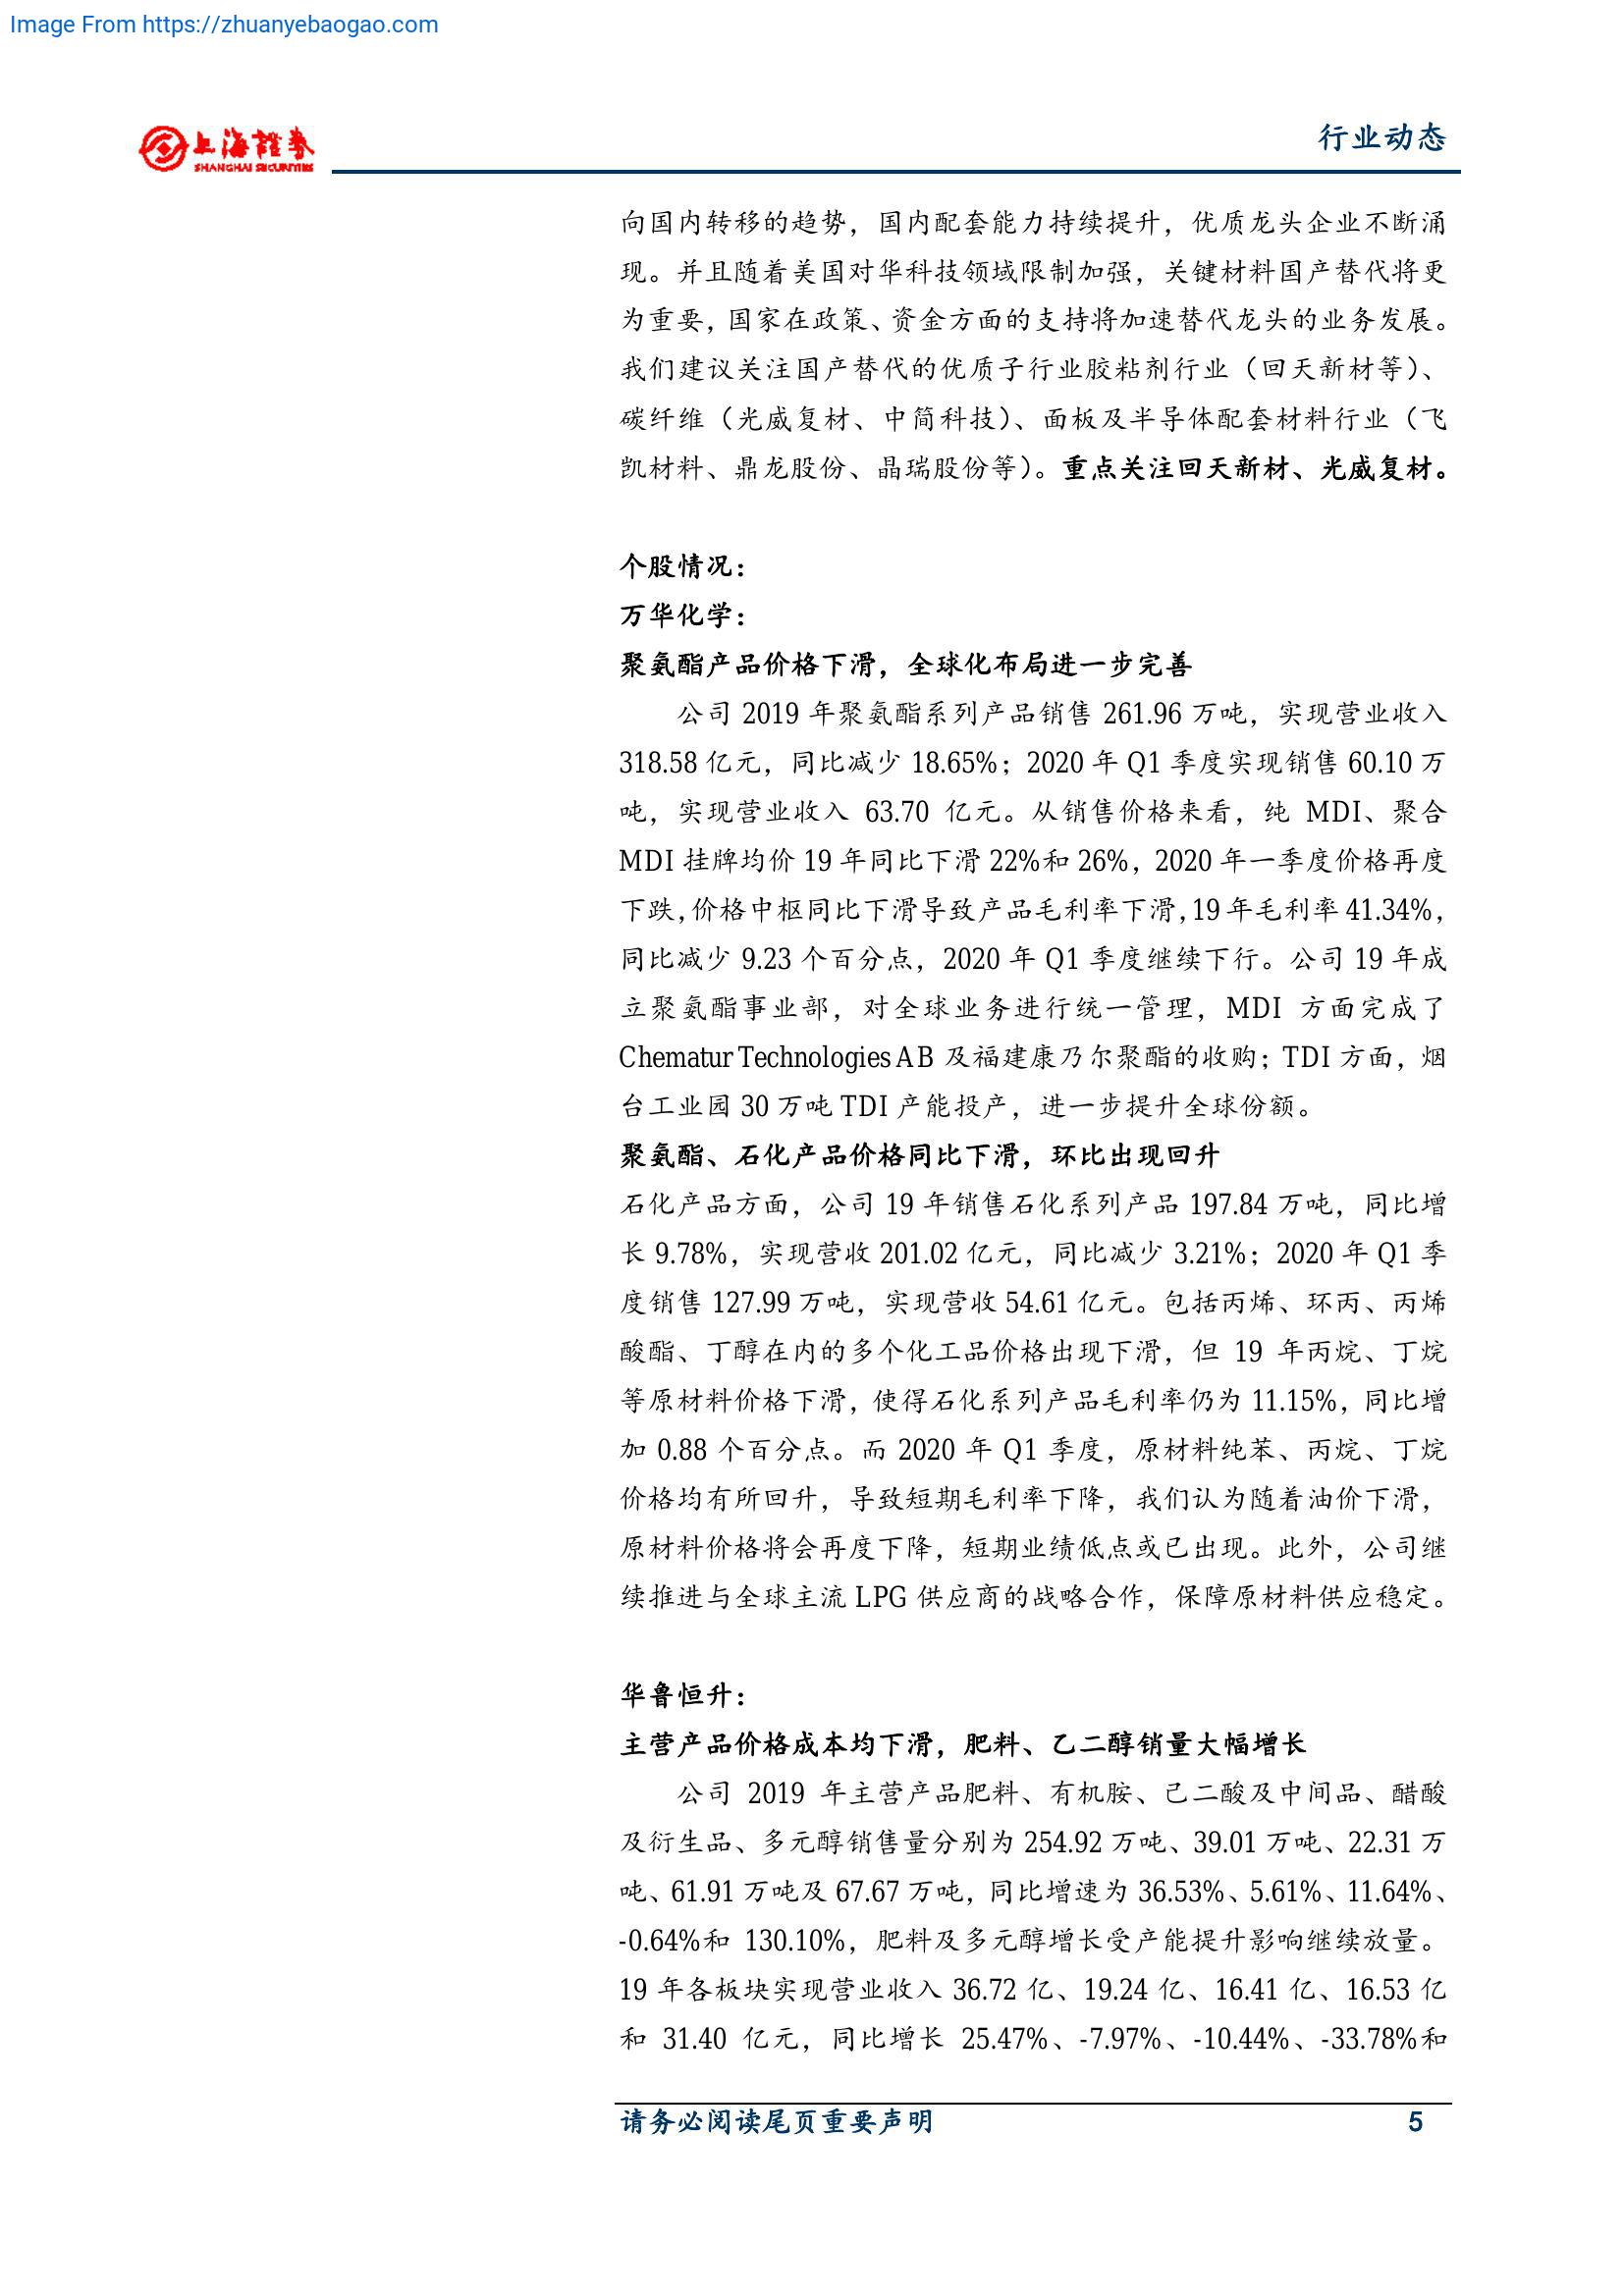 Image From https://zhuanyebaogao.com
上海證券
SHANGHAI SECURITIES
行业动态
向国内转移的趋势，国内配套能力持续提升，优质龙头企业不断涌
现。并且随着美国对华科技领域限制加强，关键材料国产替代将更
为重要，国家在政策、资金方面的支持将加速替代龙头的业务发展。
我们建议关注国产替代的优质子行业胶粘剂行业（回天新材等）、
碳纤维（光威复材、中简科技）、面板及半导体配套材料行业（飞
凯材料、鼎龙股份、晶瑞股份等）。重点关注回天新材、光威复材。
个股情况：
万华化学：
聚氨酯产品价格下滑，全球化布局进一步完善
公司 2019 年聚氨酯系列产品销售 261.96 万吨，实现营业收入
318.58 亿元，同比减少 18.65%；2020 年 Q1 季度实现销售 60.10 万
吨，实现营业收入 63.70 亿元。从销售价格来看，纯 MDI、聚合
MDI 挂牌均价 19 年同比下滑 22%和 26%，2020 年一季度价格再度
下跌，价格中枢同比下滑导致产品毛利率下滑，19 年毛利率 41.34%，
同比减少 9.23 个百分点，2020 年 Q1 季度继续下行。公司 19 年成
立聚氨酯事业部，对全球业务进行统一管理，MDI 方面完成了
Chematur Technologies AB 及福建康乃尔聚酯的收购；TDI 方面，烟
台工业园 30 万吨 TDI 产能投产，进一步提升全球份额。
聚氨酯、石化产品价格同比下滑，环比出现回升
石化产品方面，公司 19 年销售石化系列产品 197.84 万吨，同比增
长 9.78%，实现营收 201.02 亿元，同比减少 3.21%；2020 年 Q1 季
度销售 127.99 万吨，实现营收 54.61 亿元。包括丙烯、环丙、丙烯
酸酯、丁醇在内的多个化工品价格出现下滑，但 19 年丙烷、丁烷
等原材料价格下滑，使得石化系列产品毛利率仍为 11.15%，同比增
加 0.88 个百分点。而 2020 年 Q1 季度，原材料纯苯、丙烷、丁烷
价格均有所回升，导致短期毛利率下降，我们认为随着油价下滑，
原材料价格将会再度下降，短期业绩低点或已出现。此外，公司继
续推进与全球主流 LPG 供应商的战略合作，保障原材料供应稳定。
华鲁恒升：
主营产品价格成本均下滑，肥料、乙二醇销量大幅增长
公司 2019 年主营产品肥料、有机胺、己二酸及中间品、醋酸
及衍生品、多元醇销售量分别为 254.92 万吨、39.01 万吨、22.31 万
吨、61.91 万吨及 67.67 万吨，同比增速为 36.53%、5.61%、11.64%、
-0.64%和 130.10%，肥料及多元醇增长受产能提升影响继续放量。
19 年各板块实现营业收入 36.72 亿、19.24 亿、16.41 亿、16.53 亿
和 31.40 亿元，同比增长 25.47%、-7.97%、-10.44%、-33.78%和
请务必阅读尾页重要声明 5